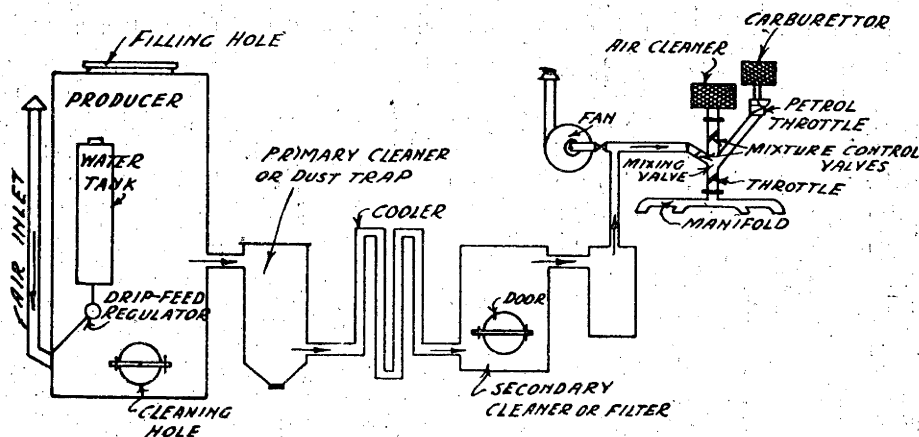 FILLING HOLE
PRODUCER
WATER
TANK
AIR INLET
DRIP-FEED
REGULATOR
CLEANING
HOLE
PRIMARY CLEANER
OR DUST TRAP
COOLER
DOOR
SECONDARY
CLEANER OR FILTER
FAN
AIR CLEANER
CARBURETTOR
PETROL
THROTTLE
MIXTURE CONTROL
VALVES
MIXING
VALVE
THROTTLE
MANIFOLD